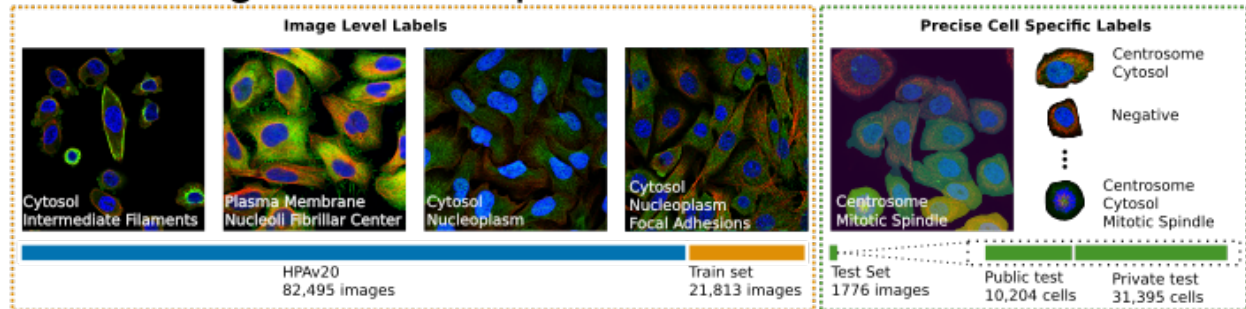 Image Level Labels
Cytosol
Intermediate Filaments
Plasma Membrane
Nucleoli Fibrillar Center
Cytosol
Nucleoplasm
Cytosol
Nucleoplasm
Focal Adhesions
HPAv20
82,495 images
Train set
21,813 images
Precise Cell Specific Labels
Centrosome
Mitotic Spindle
Centrosome
Cytosol
Negative
Centrosome
Cytosol
Mitotic Spindle
Test Set
1776 images
Public test
10,204 cells
Private test
31,395 cells